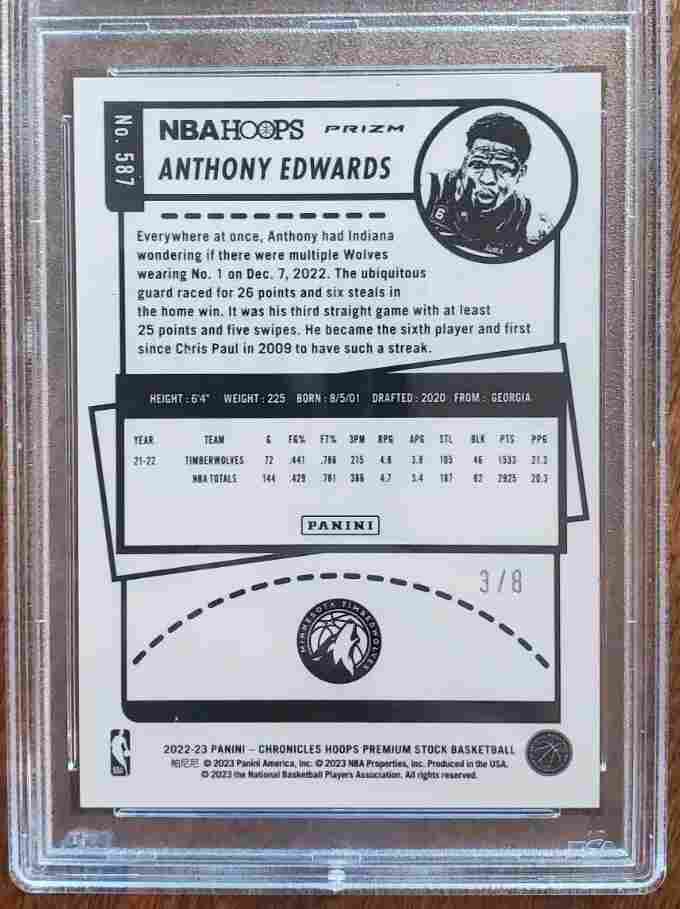 No. 587
NBA HOOPS PRIZM
ANTHONY EDWARDS
Everywhere at once, Anthony had Indiana
wondering if there were multiple Wolves
wearing No. 1 on Dec. 7, 2022. The ubiquitous
guard raced for 26 points and six steals in
the home win. It was his third straight game with at least
25 points and five swipes. He became the sixth player and first
since Chris Paul in 2009 to have such a streak.
HEIGHT : 6'4" WEIGHT : 225 BORN : 8/5/01 DRAFTED : 2020 FROM : GEORGIA
YEAR TEAM G FG% FT% 3PM RPG APG STL BLK PTS PPG
21-22 TIMBERWOLVES 72 .441 .786 215 4.8 3.8 105 46 1533 21.3
NBA TOTALS 144 .429 .781 386 4.7 3.4 187 82 2925 20.3
PANINI
3/8
MINNESOTA TIMBERWOLVES
2022-23 PANINI – CHRONICLES HOOPS PREMIUM STOCK BASKETBALL
帕尼尼 © 2023 Panini America, Inc. © 2023 NBA Properties, Inc. Produced in the USA.
© 2023 the National Basketball Players Association. All rights reserved.
NBA